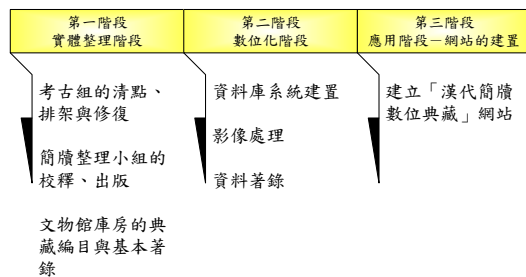 第一階段
實體整理階段
考古組的清點、
排架與修復
簡牘整理小組的
校釋、出版
文物館庫房的典
藏編目與基本著
錄
第二階段
數位化階段
資料庫系統建置
影像處理
資料著錄
第三階段
應用階段－網站的建置
建立「漢代簡牘
數位典藏」網站